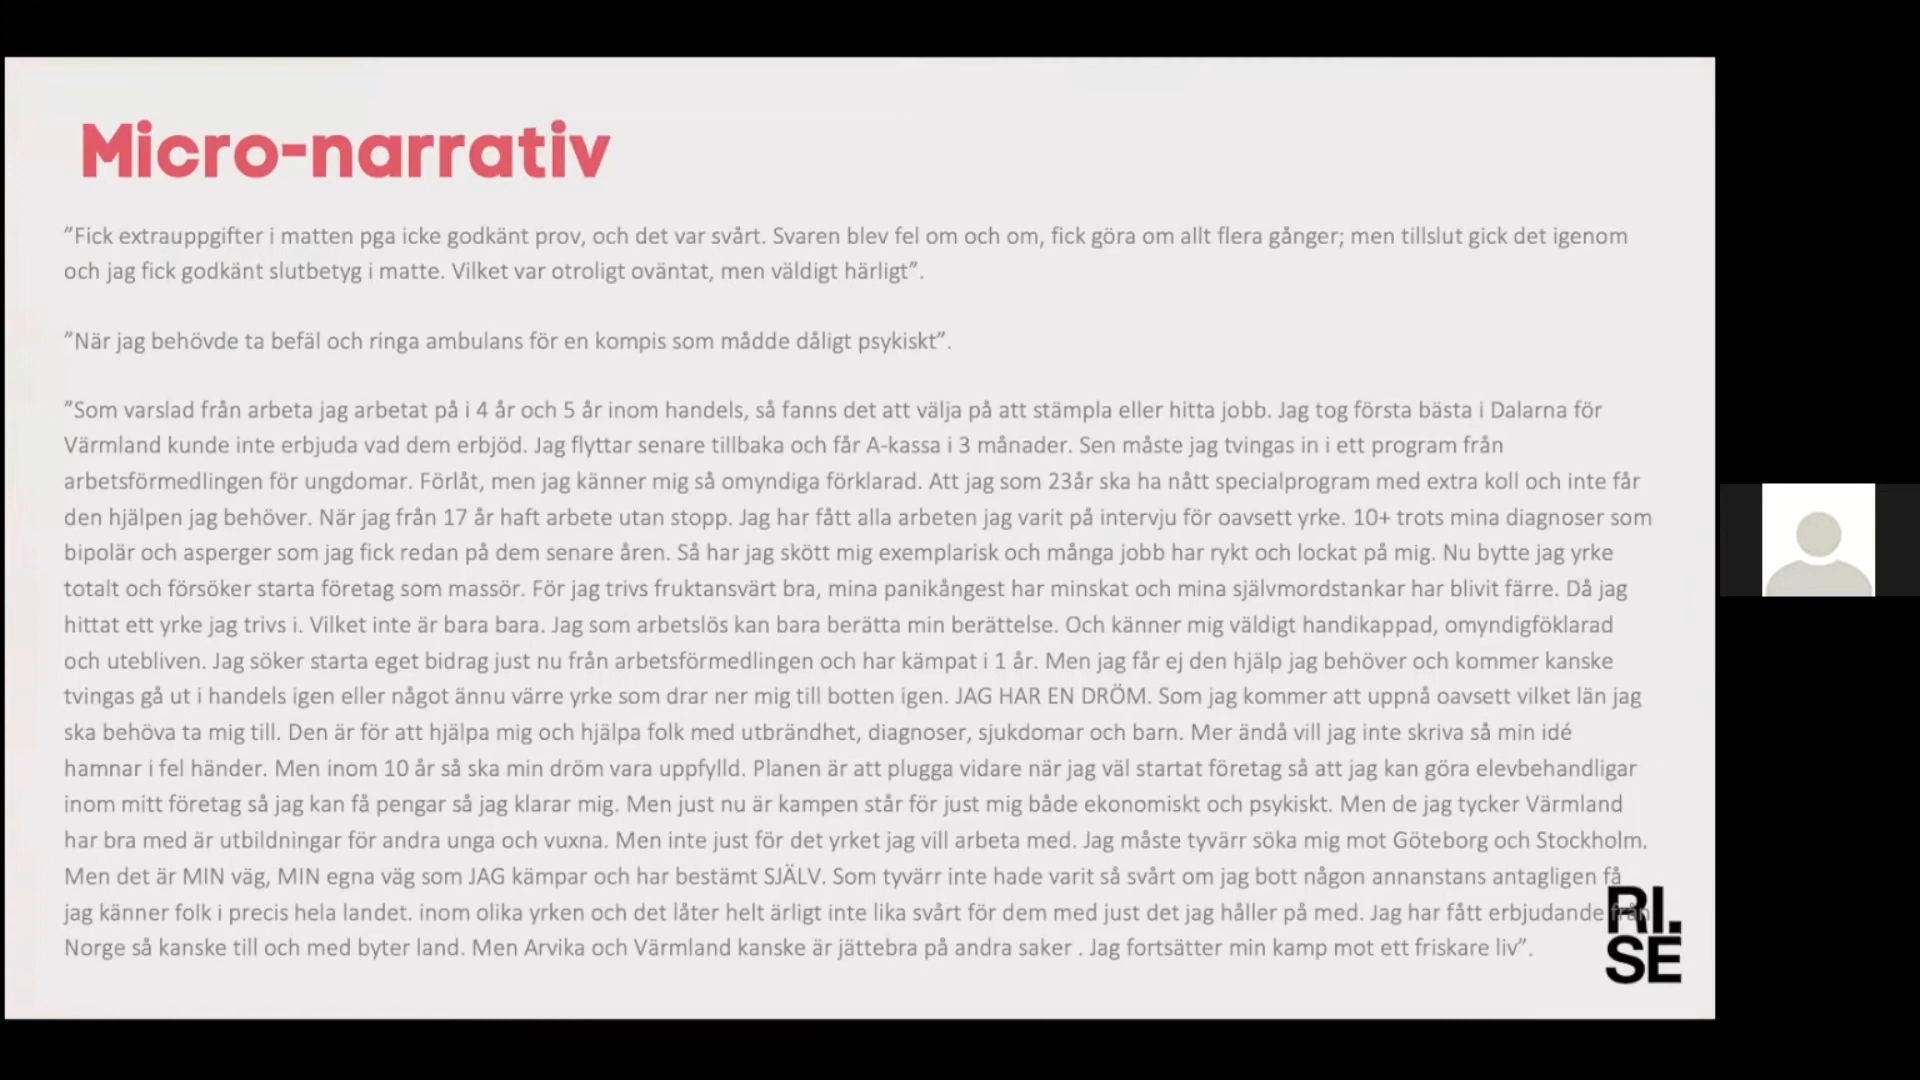 Micro-narrativ
”Fick extrauppgifter i matten pga icke godkänt prov, och det var svårt. Svaren blev fel om och om, fick göra om allt flera gånger; men tillslut gick det igenom
och jag fick godkänt slutbetyg i matte. Vilket var otroligt oväntat, men väldigt härligt”.
”När jag behövde ta befäl och ringa ambulans för en kompis som mådde dåligt psykiskt”.
”Som varslad från arbeta jag arbetat på i 4 år och 5 år inom handels, så fanns det att välja på att stämpla eller hitta jobb. Jag tog första bästa i Dalarna för
Värmland kunde inte erbjuda vad dem erbjöd. Jag flyttar senare tillbaka och får A-kassa i 3 månader. Sen måste jag tvingas in i ett program från
arbetsförmedlingen för ungdomar. Förlåt, men jag känner mig så omyndiga förklarad. Att jag som 23år ska ha nått specialprogram med extra koll och inte får
den hjälpen jag behöver. När jag från 17 år haft arbete utan stopp. Jag har fått alla arbeten jag varit på intervju för oavsett yrke. 10+ trots mina diagnoser som
bipolär och asperger som jag fick redan på dem senare åren. Så har jag skött mig exemplarisk och många jobb har rykt och lockat på mig. Nu bytte jag yrke
totalt och försöker starta företag som massör. För jag trivs fruktansvärt bra, mina panikångest har minskat och mina självmordstankar har blivit färre. Då jag
hittat ett yrke jag trivs i. Vilket inte är bara bara. Jag som arbetslös kan bara berätta min berättelse. Och känner mig väldigt handikappad, omyndigföklarad
och utebliven. Jag söker starta eget bidrag just nu från arbetsförmedlingen och har kämpat i 1 år. Men jag får ej den hjälp jag behöver och kommer kanske
tvingas gå ut i handels igen eller något ännu värre yrke som drar ner mig till botten igen. JAG HAR EN DRÖM. Som jag kommer att uppnå oavsett vilket län jag
ska behöva ta mig till. Den är för att hjälpa mig och hjälpa folk med utbrändhet, diagnoser, sjukdomar och barn. Mer ändå vill jag inte skriva så min idé
hamnar i fel händer. Men inom 10 år så ska min dröm vara uppfylld. Planen är att plugga vidare när jag väl startat företag så att jag kan göra elevbehandligar
inom mitt företag så jag kan få pengar så jag klarar mig. Men just nu är kampen står för just mig både ekonomiskt och psykiskt. Men de jag tycker Värmland
har bra med är utbildningar för andra unga och vuxna. Men inte just för det yrket jag vill arbeta med. Jag måste tyvärr söka mig mot Göteborg och Stockholm.
Men det är MIN väg, MIN egna väg som JAG kämpar och har bestämt SJÄLV. Som tyvärr inte hade varit så svårt om jag bott någon annanstans antagligen få
jag känner folk i precis hela landet. inom olika yrken och det låter helt ärligt inte lika svårt för dem med just det jag håller på med. Jag har fått erbjudande från
Norge så kanske till och med byter land. Men Arvika och Värmland kanske är jättebra på andra saker . Jag fortsätter min kamp mot ett friskare liv”.
RI.
SE